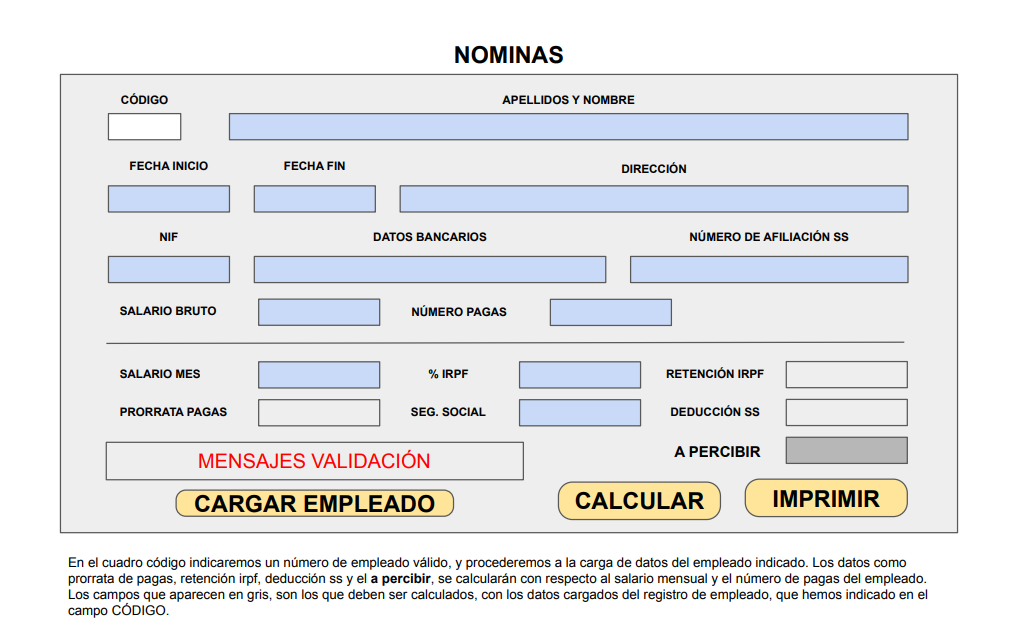 NOMINAS
CÓDIGO APELLIDOS Y NOMBRE
FECHA INICIO FECHA FIN DIRECCIÓN
NIF DATOS BANCARIOS NÚMERO DE AFILIACIÓN SS
SALARIO BRUTO NÚMERO PAGAS
SALARIO MES % IRPF RETENCIÓN IRPF
PRORRATA PAGAS SEG. SOCIAL DEDUCCIÓN SS
A PERCIBIR
MENSAJES VALIDACIÓN
CARGAR EMPLEADO CALCULAR IMPRIMIR
En el cuadro código indicaremos un número de empleado válido, y procederemos a la carga de datos del empleado indicado. Los datos como
prorrata de pagas, retención irpf, deducción ss y el a percibir, se calcularán con respecto al salario mensual y el número de pagas del empleado.
Los campos que aparecen en gris, son los que deben ser calculados, con los datos cargados del registro de empleado, que hemos indicado en el
campo CÓDIGO.